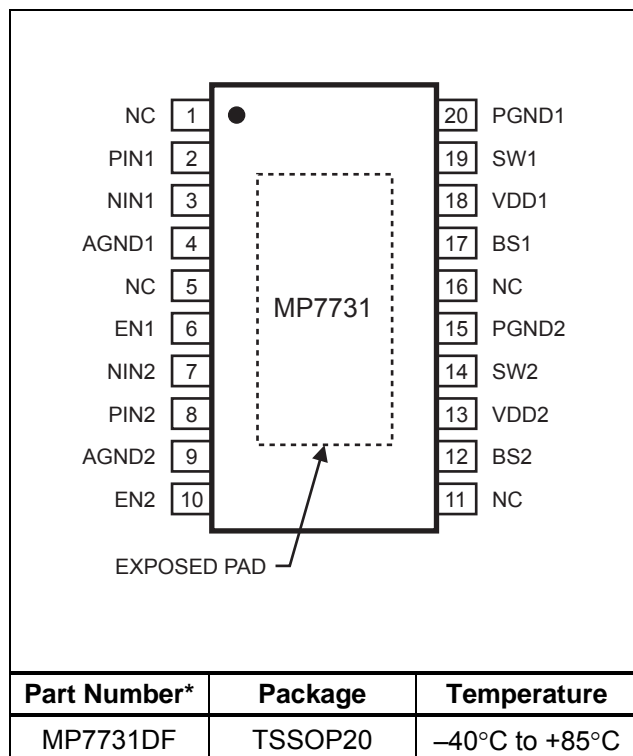 NC 1 20 PGND1
PIN1 2 19 SW1
NIN1 3 18 VDD1
AGND1 4 17 BS1
NC 5 16 NC
MP7731
EN1 6 15 PGND2
NIN2 7 14 SW2
PIN2 8 13 VDD2
AGND2 9 12 BS2
EN2 10 11 NC
EXPOSED PAD
Part Number* Package Temperature
MP7731DF TSSOP20 –40°C to +85°C